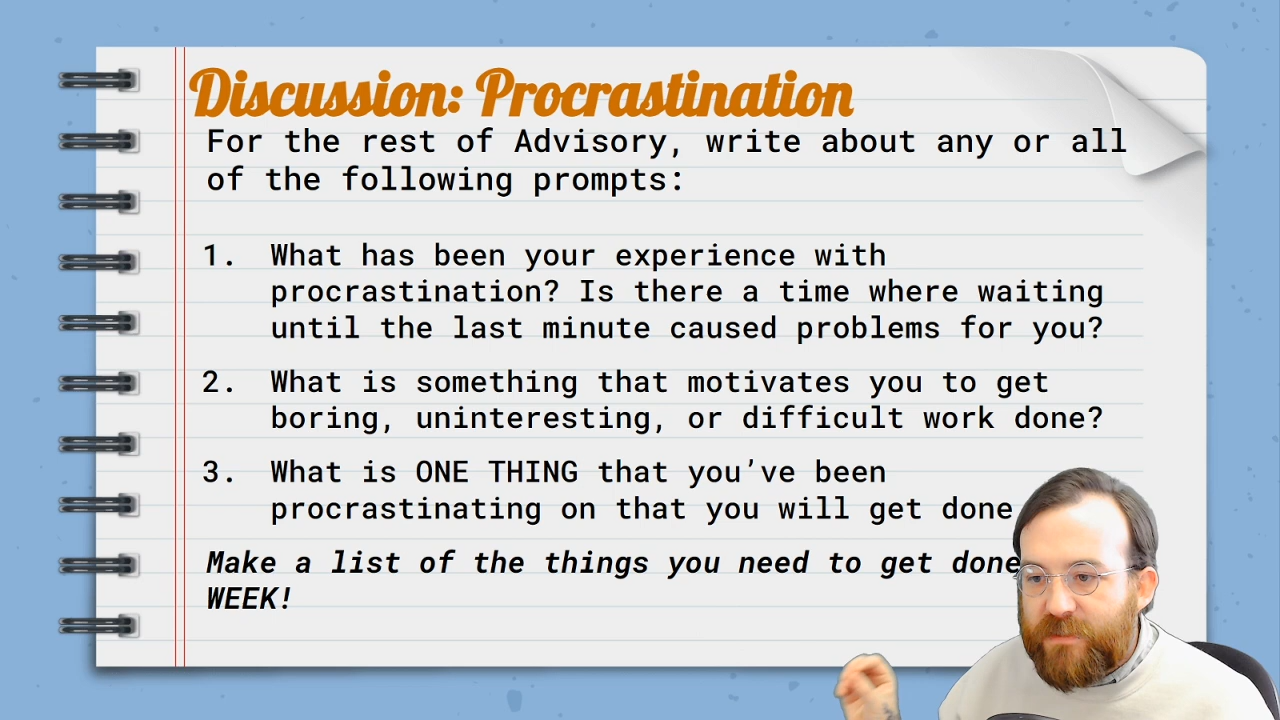 Discussion: Procrastination
For the rest of Advisory, write about any or all
of the following prompts:
1. What has been your experience with
procrastination? Is there a time where waiting
until the last minute caused problems for you?
2. What is something that motivates you to get
boring, uninteresting, or difficult work done?
3. What is ONE THING that you’ve been
procrastinating on that you will get done
Make a list of the things you need to get done
WEEK!